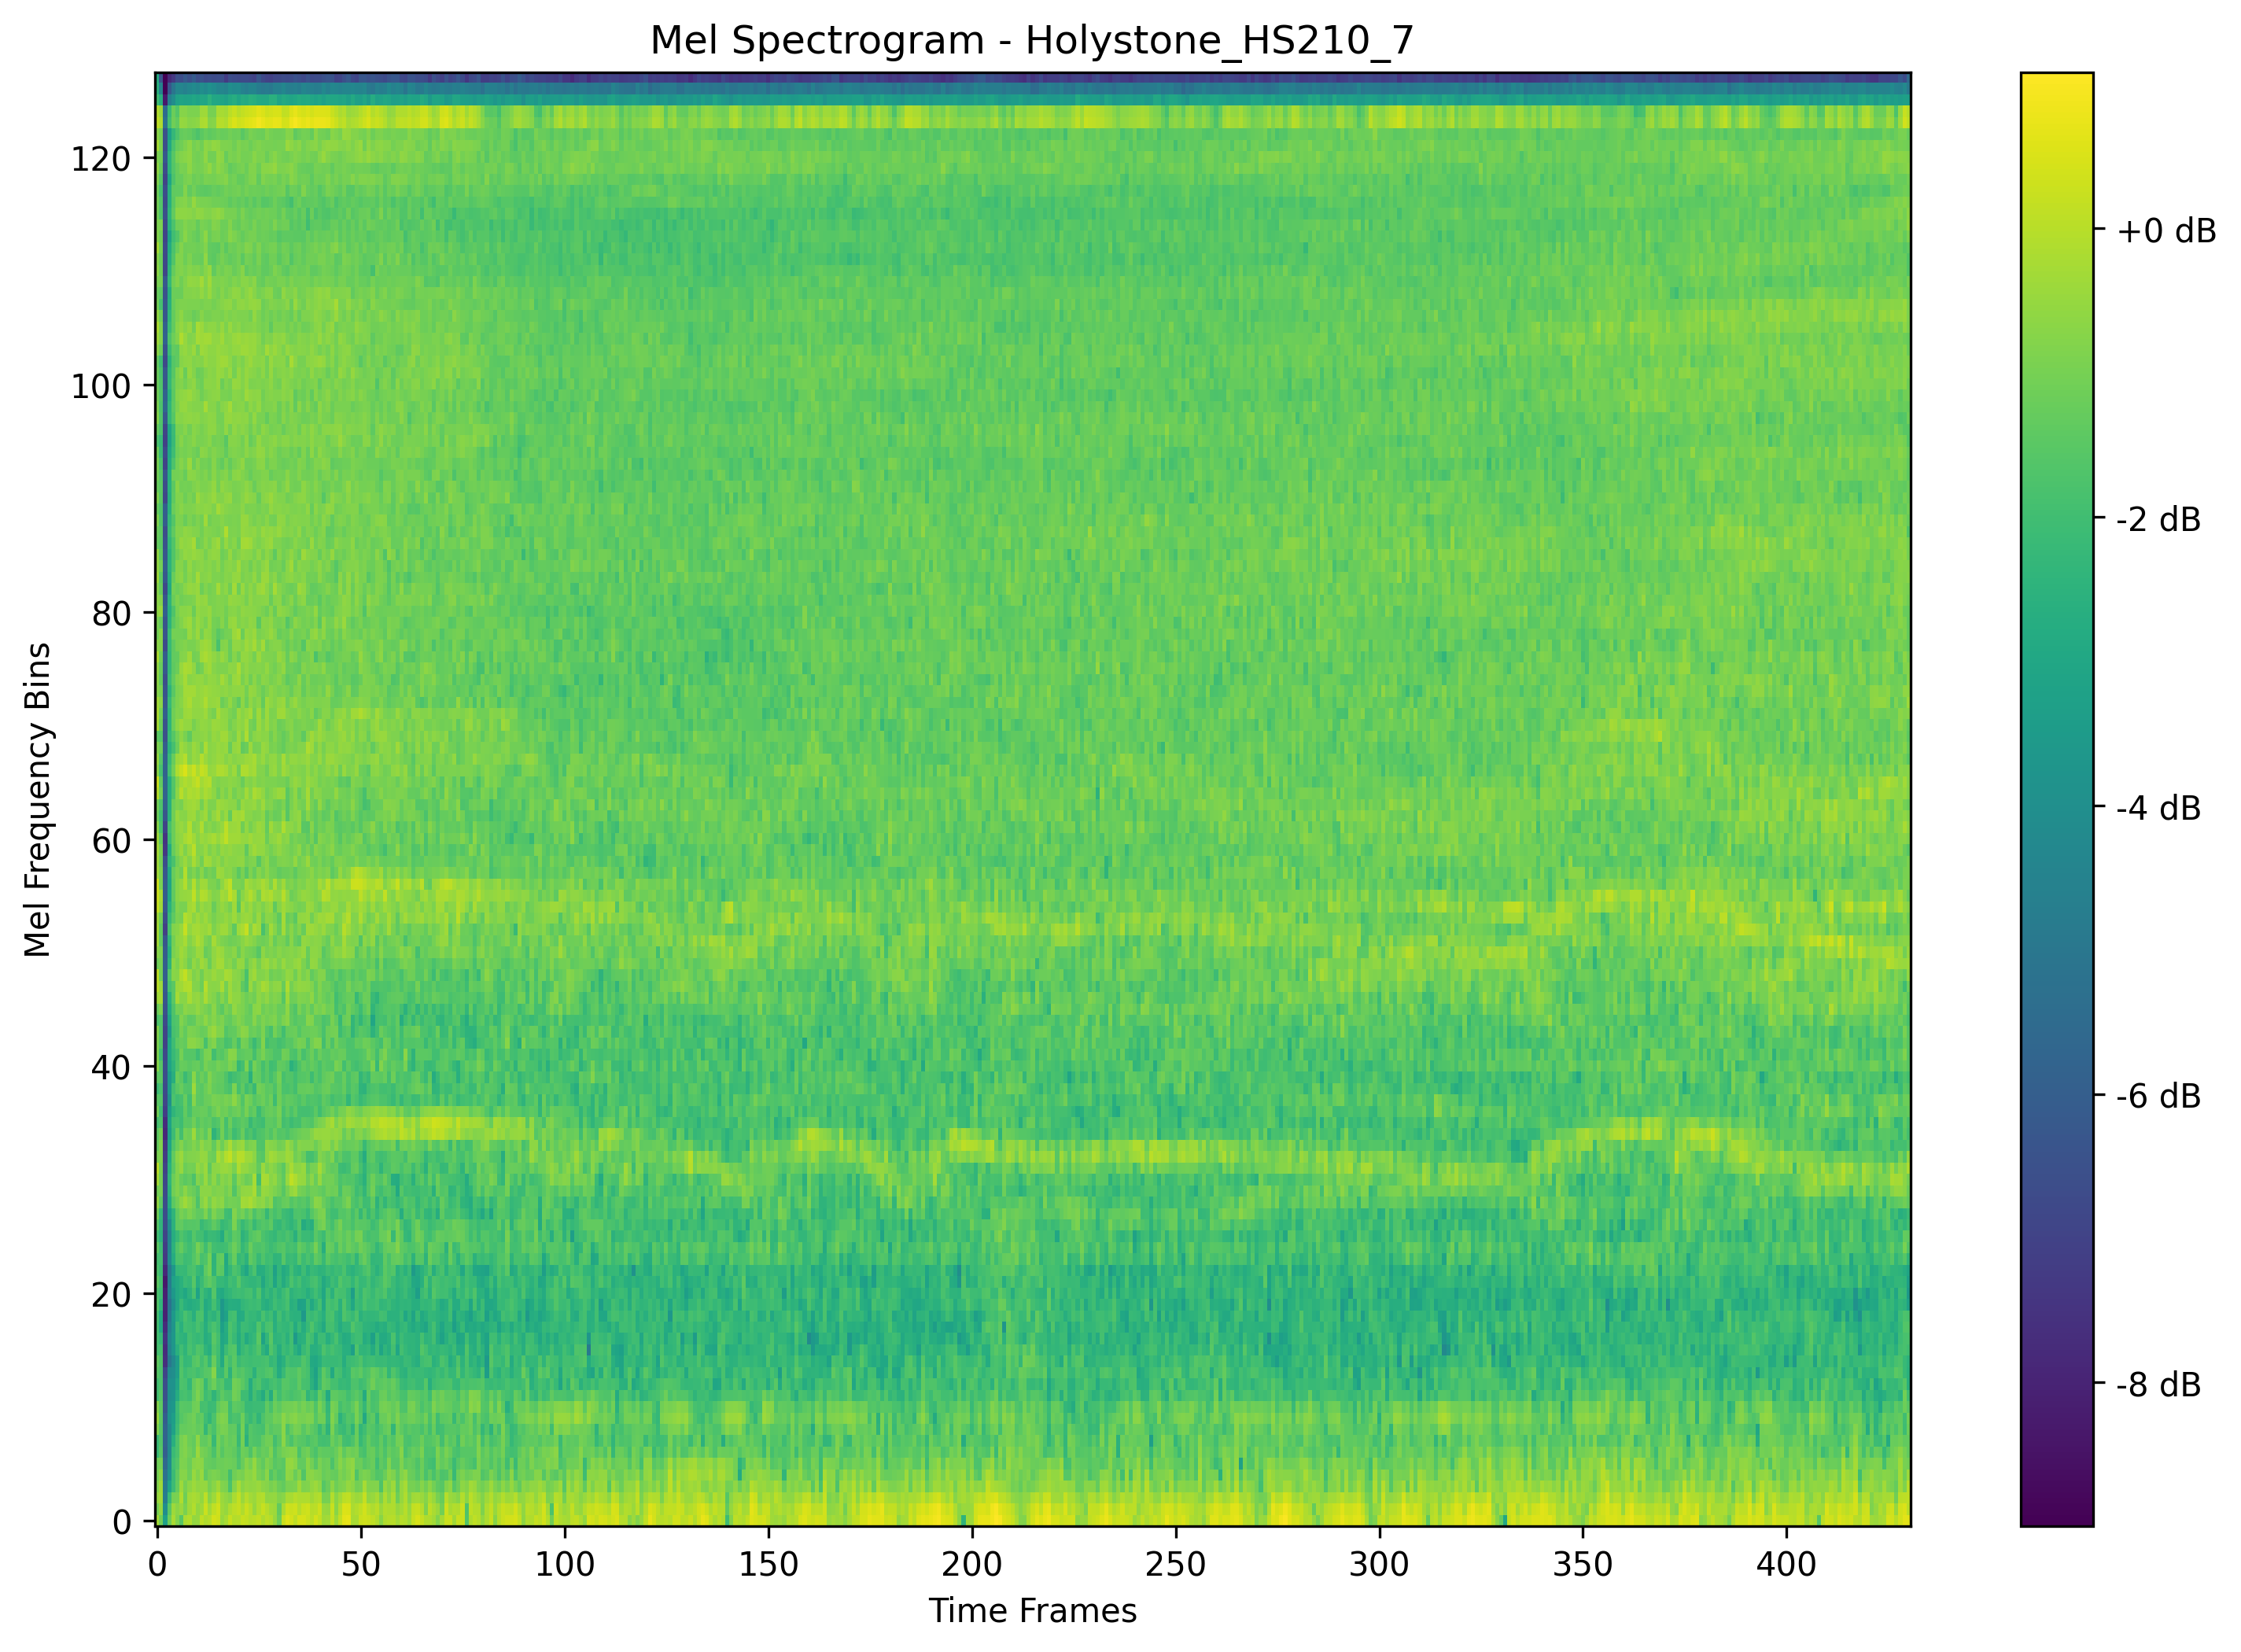 Mel Spectrogram - Holystone_HS210_7
Mel Frequency Bins
120
100
80
60
40
20
0
0 50 100 150 200 250 300 350 400
Time Frames
+0 dB
-2 dB
-4 dB
-6 dB
-8 dB